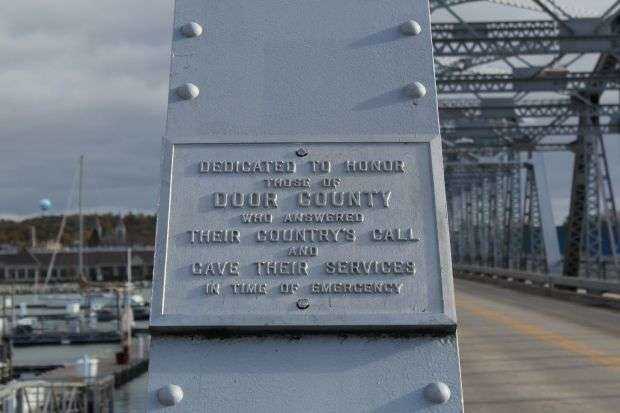 DEDICATED TO HONOR
THOSE OF
DOOR COUNTY
WHO ANSWERED
THEIR COUNTRY'S CALL
AND
GAVE THEIR SERVICES
IN TIME OF EMERGENCY